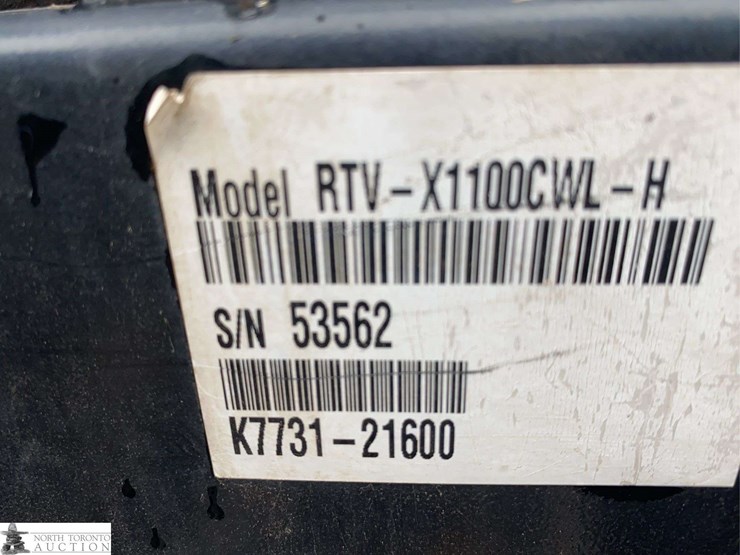 Model RTV-X1100CWL-H
S/N 53562
K7731-21600
NORTH TORONTO
AUCTION